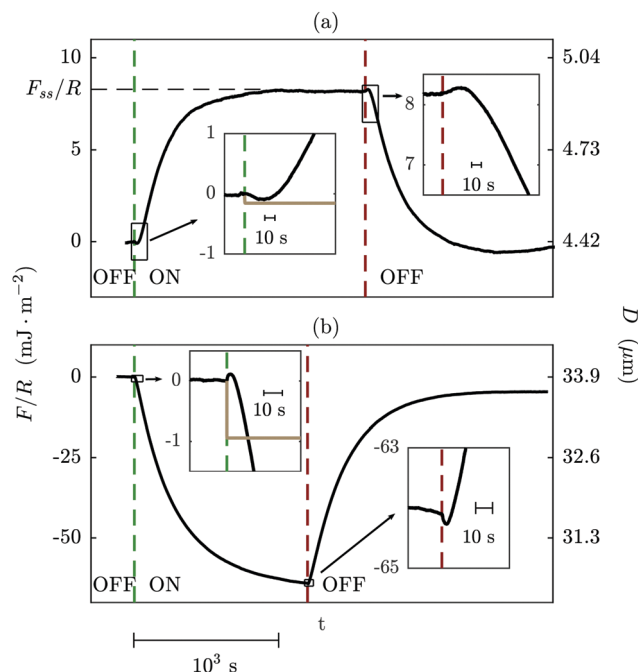 (a)
10
5
0
F_ss/R
5.04
4.73
4.42
1
0
-1
10 s
8
7
10 s
OFF
ON
OFF
F/R (mJ · m⁻²)
D (μm)
(b)
0
-25
-50
33.9
32.6
31.3
0
-1
10 s
-63
-65
10 s
OFF
ON
OFF
t
10³ s